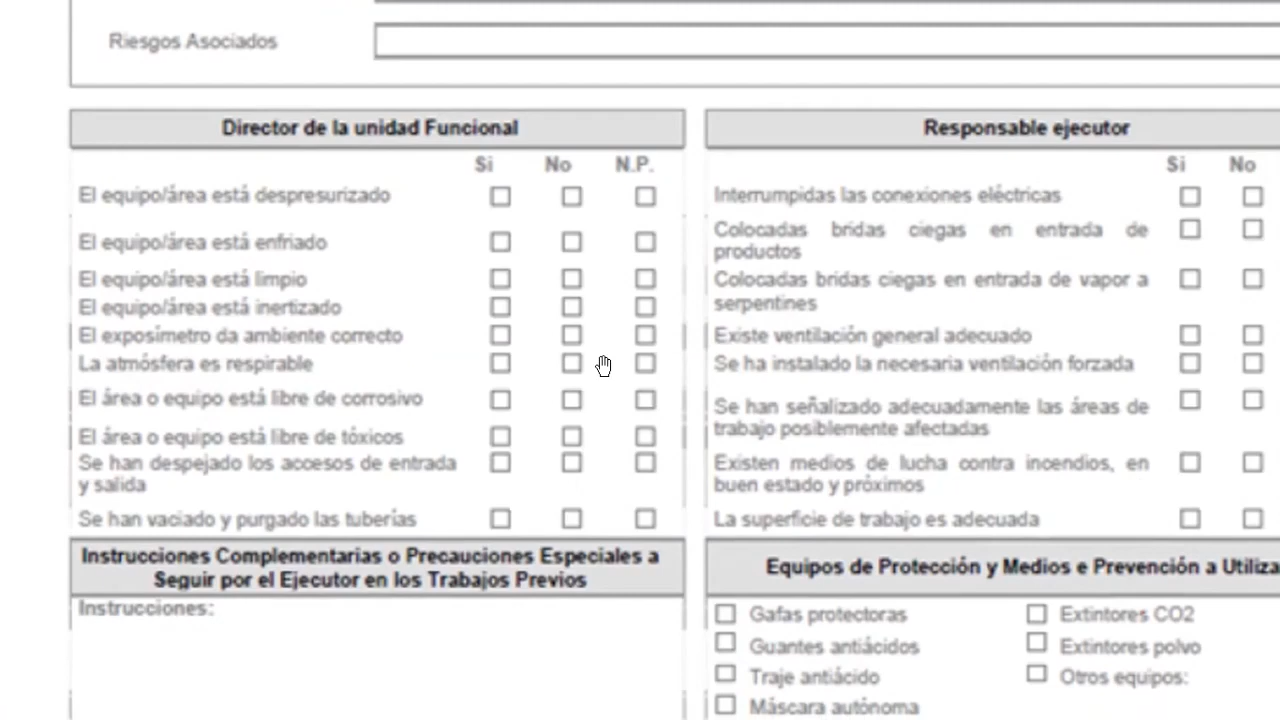 Riesgos Asociados
Director de la unidad Funcional
Si No N.P.
El equipo/área está despresurizado
El equipo/área está enfriado
El equipo/área está limpio
El equipo/área está inertizado
El exposímetro da ambiente correcto
La atmósfera es respirable
El área o equipo está libre de corrosivo
El área o equipo está libre de tóxicos
Se han despejado los accesos de entrada
y salida
Se han vaciado y purgado las tuberías
Instrucciones Complementarias o Precauciones Especiales a
Seguir por el Ejecutor en los Trabajos Previos
Instrucciones:
Responsable ejecutor
Si No
Interrumpidas las conexiones eléctricas
Colocadas bridas ciegas en entrada de
productos
Colocadas bridas ciegas en entrada de vapor a
serpentines
Existe ventilación general adecuado
Se ha instalado la necesaria ventilación forzada
Se han señalizado adecuadamente las áreas de
trabajo posiblemente afectadas
Existen medios de lucha contra incendios, en
buen estado y próximos
La superficie de trabajo es adecuada
Equipos de Protección y Medios e Prevención a Utiliza
Gafas protectoras
Guantes antiácidos
Traje antiácido
Máscara autónoma
Extintores CO2
Extintores polvo
Otros equipos: